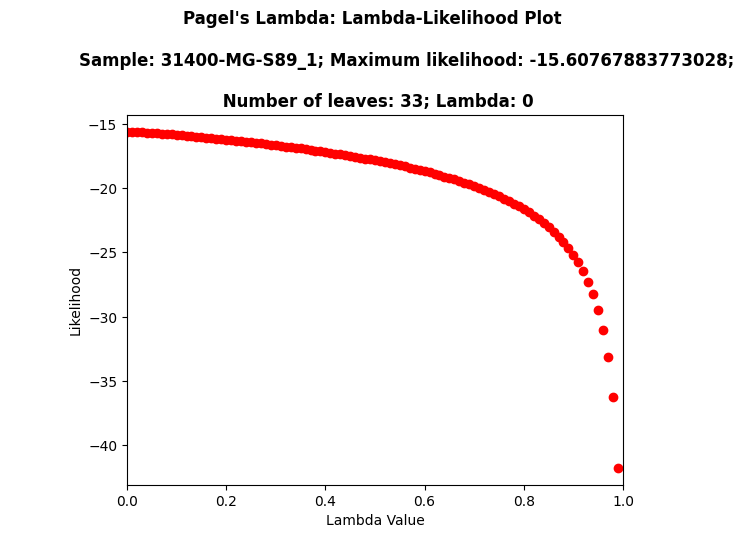 Pagel's Lambda: Lambda-Likelihood Plot
Sample: 31400-MG-S89_1; Maximum likelihood: -15.60767883773028;
Number of leaves: 33; Lambda: 0
−15
−20
−25
−30
−35
−40
Likelihood
0.0 0.2 0.4 0.6 0.8 1.0
Lambda Value